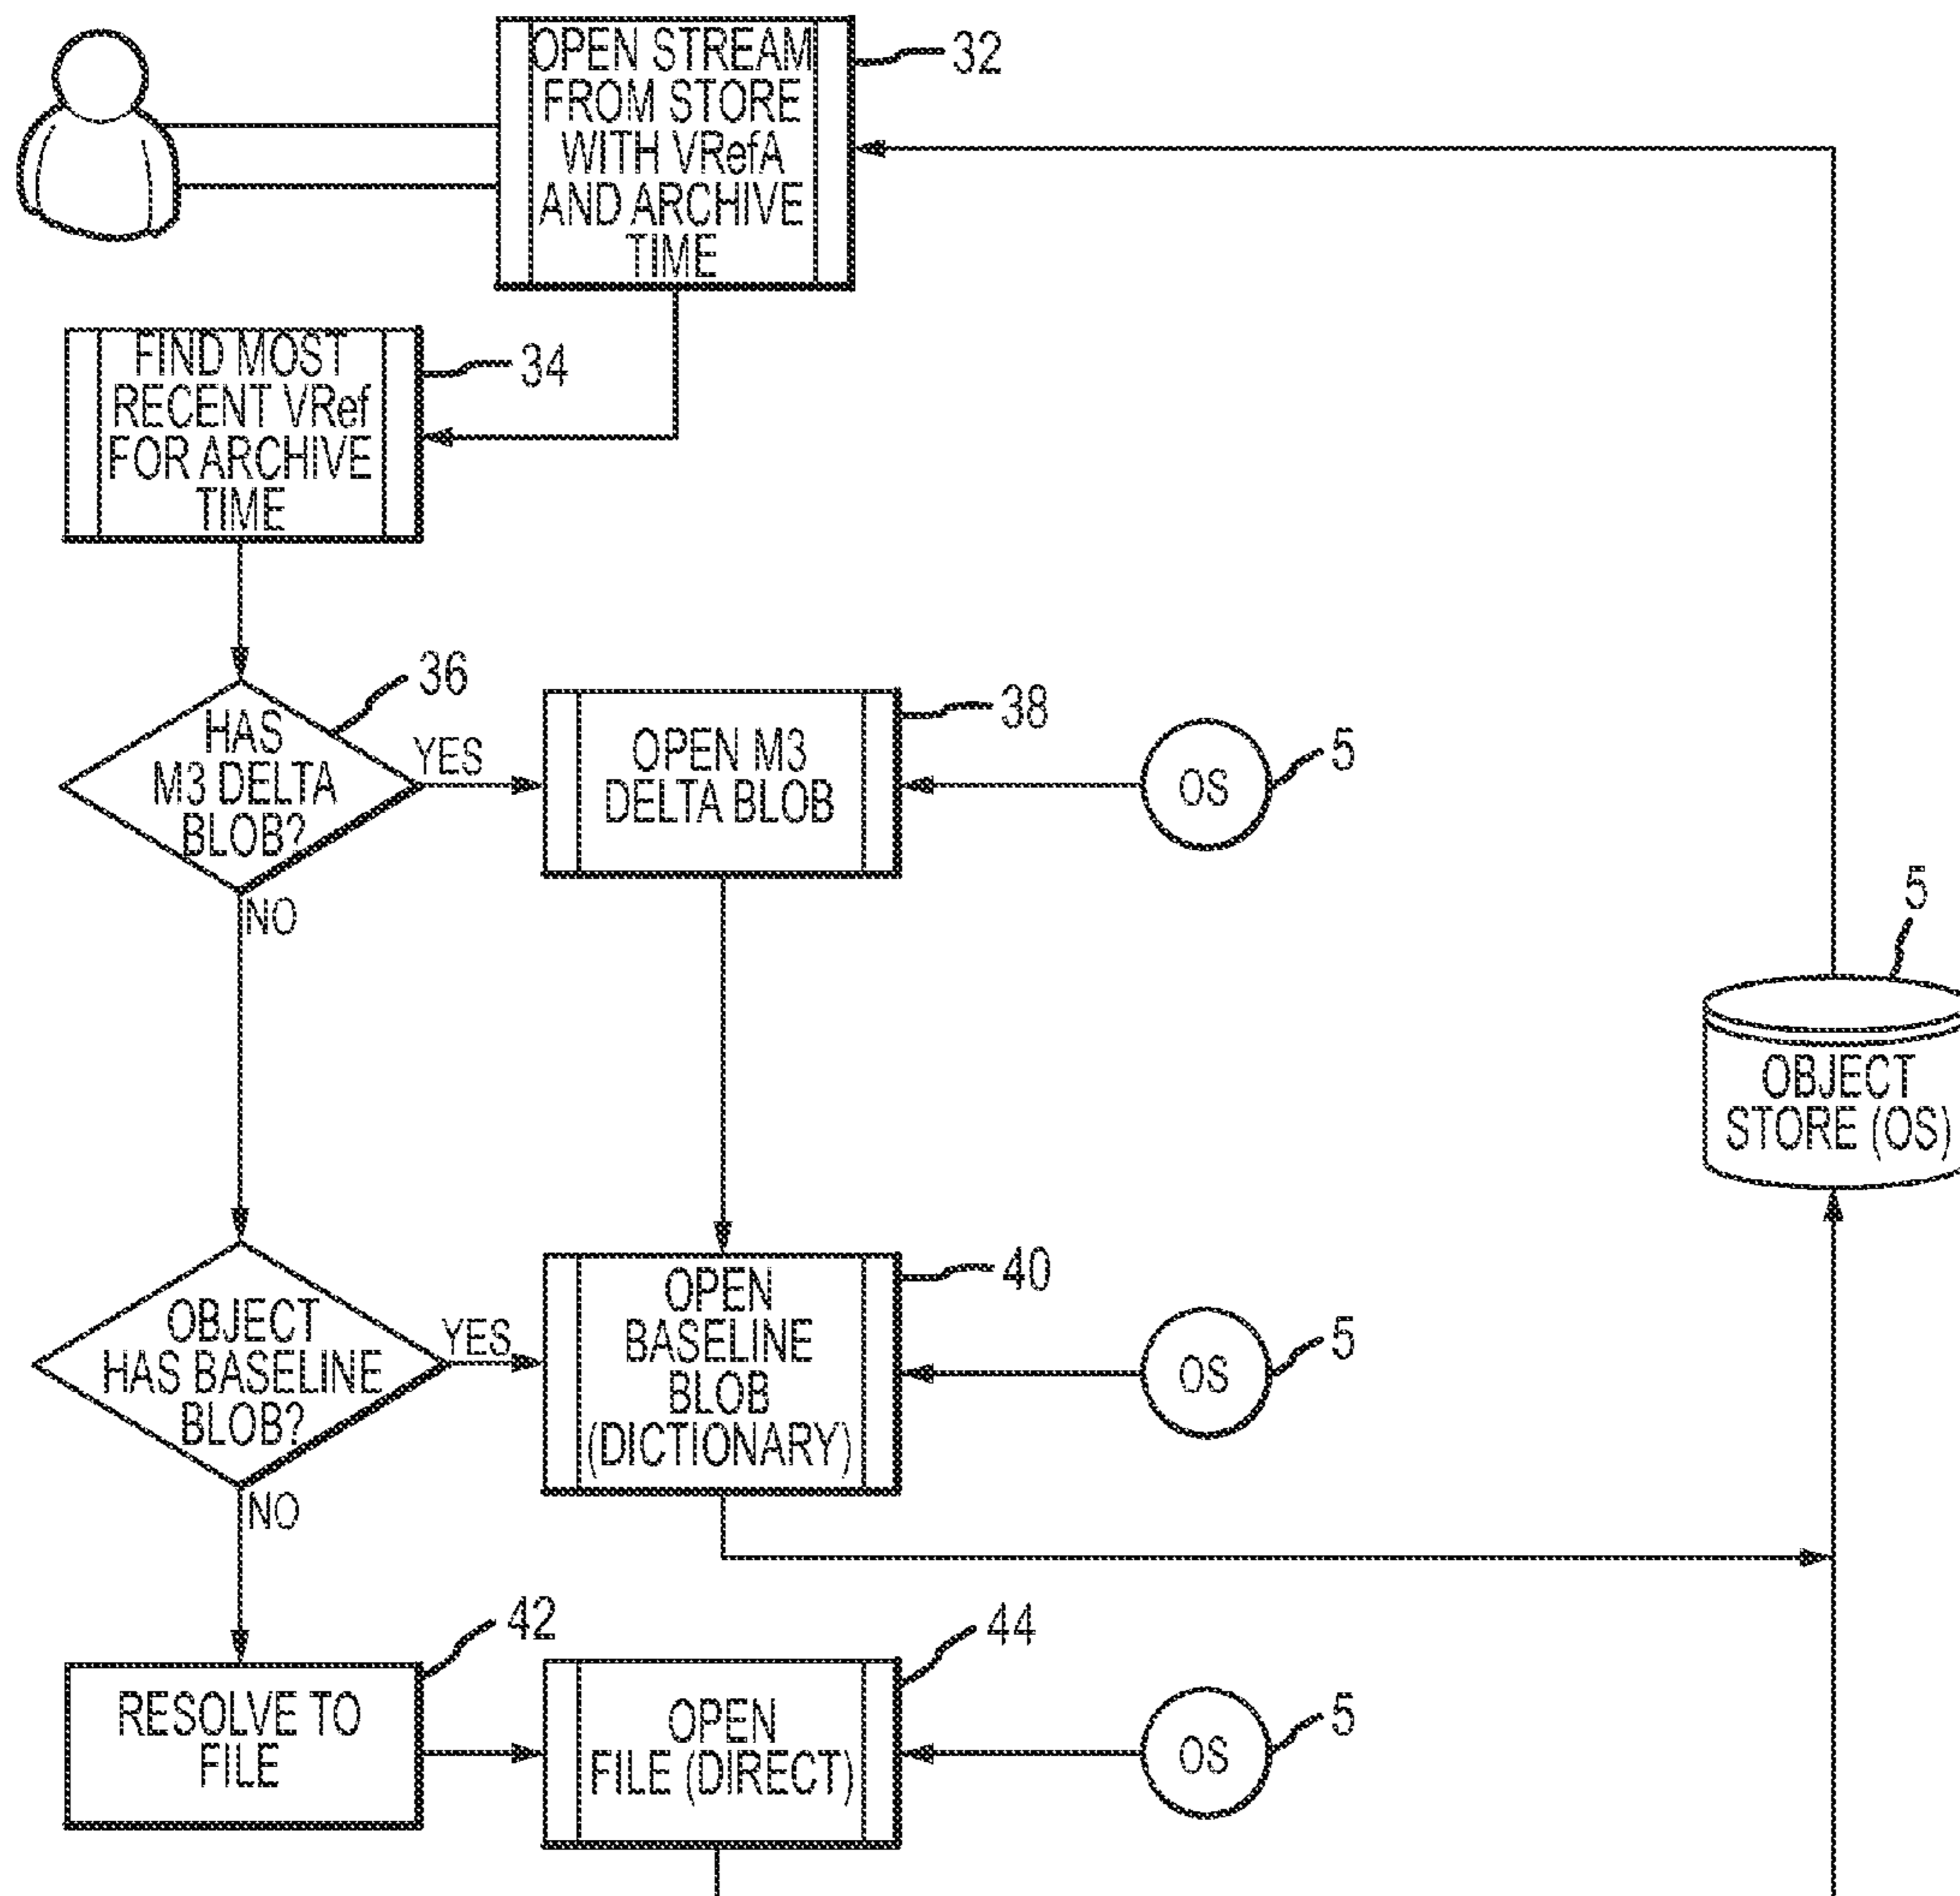 OPEN STREAM
FROM STORE
WITH VRefA
AND ARCHIVE
TIME
32
FIND MOST
RECENT VRef
FOR ARCHIVE
TIME
34
HAS
M3 DELTA
BLOB?
36
YES
NO
OPEN M3
DELTA BLOB
38
OS
5
5
OBJECT
STORE (OS)
OBJECT
HAS BASELINE
BLOB?
YES
NO
OPEN
BASELINE
BLOB
(DICTIONARY)
40
OS
5
RESOLVE TO
FILE
42
OPEN
FILE (DIRECT)
44
OS
5